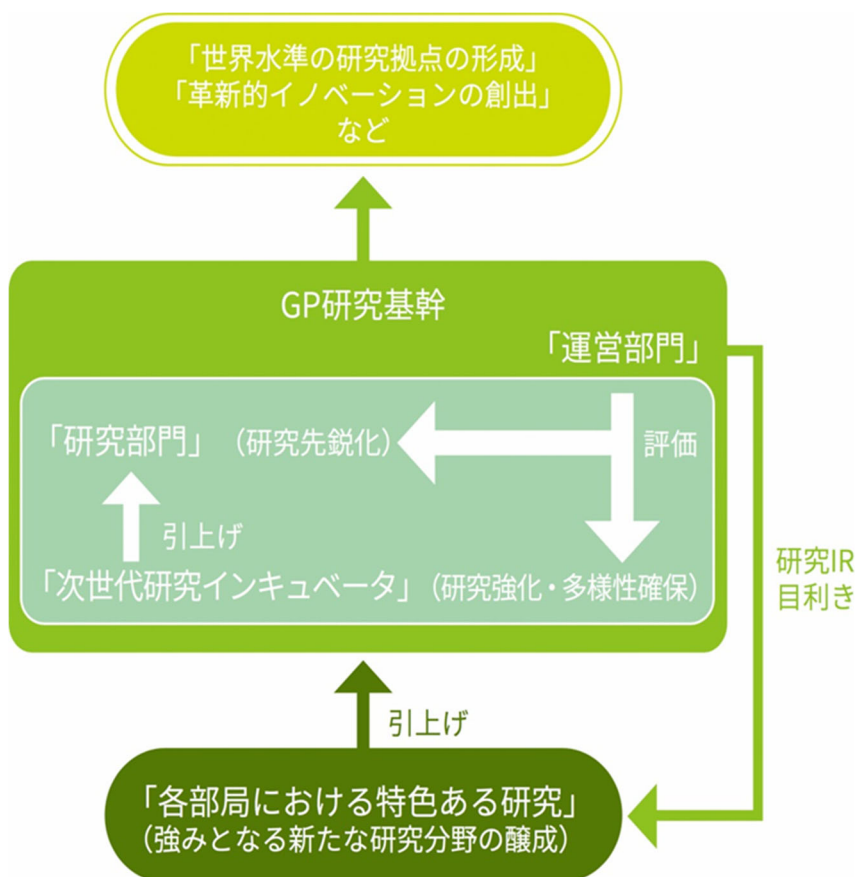 「世界水準の研究拠点の形成」
「革新的イノベーションの創出」
など
GP研究基幹
「運営部門」
「研究部門」（研究先鋭化）
評価
引上げ
「次世代研究インキュベータ」（研究強化・多様性確保）
研究IR
目利き
引上げ
「各部局における特色ある研究」
（強みとなる新たな研究分野の醸成）